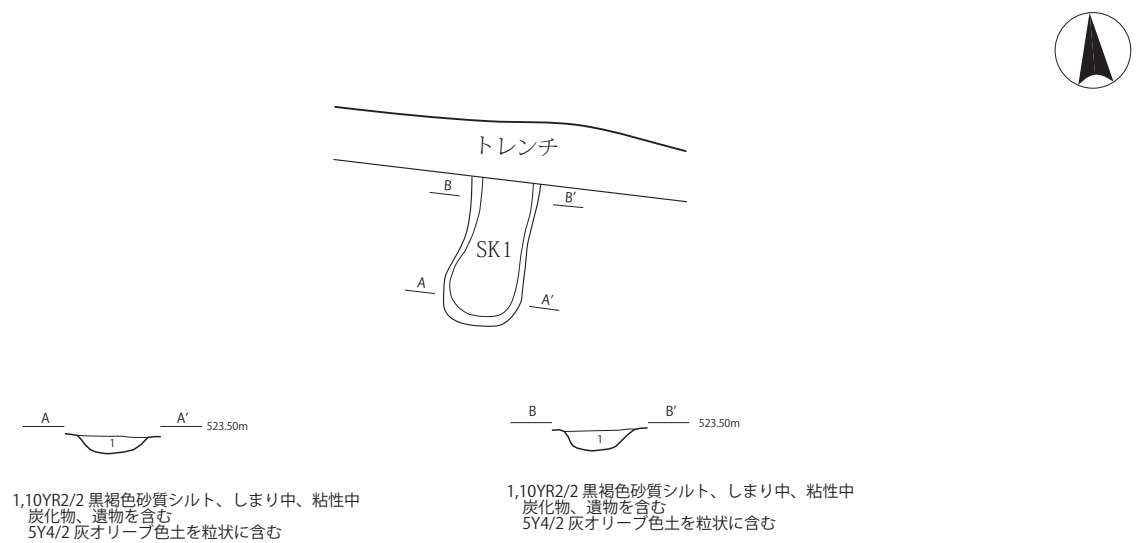 トレンチ
B
B’
SK1
A
A’
A
A’
523.50m
1
1,10YR2/2 黒褐色砂質シルト、しまり中、粘性中
炭化物、遺物を含む
5Y4/2 灰オリーブ色土を粒状に含む
B
B’
523.50m
1
1,10YR2/2 黒褐色砂質シルト、しまり中、粘性中
炭化物、遺物を含む
5Y4/2 灰オリーブ色土を粒状に含む